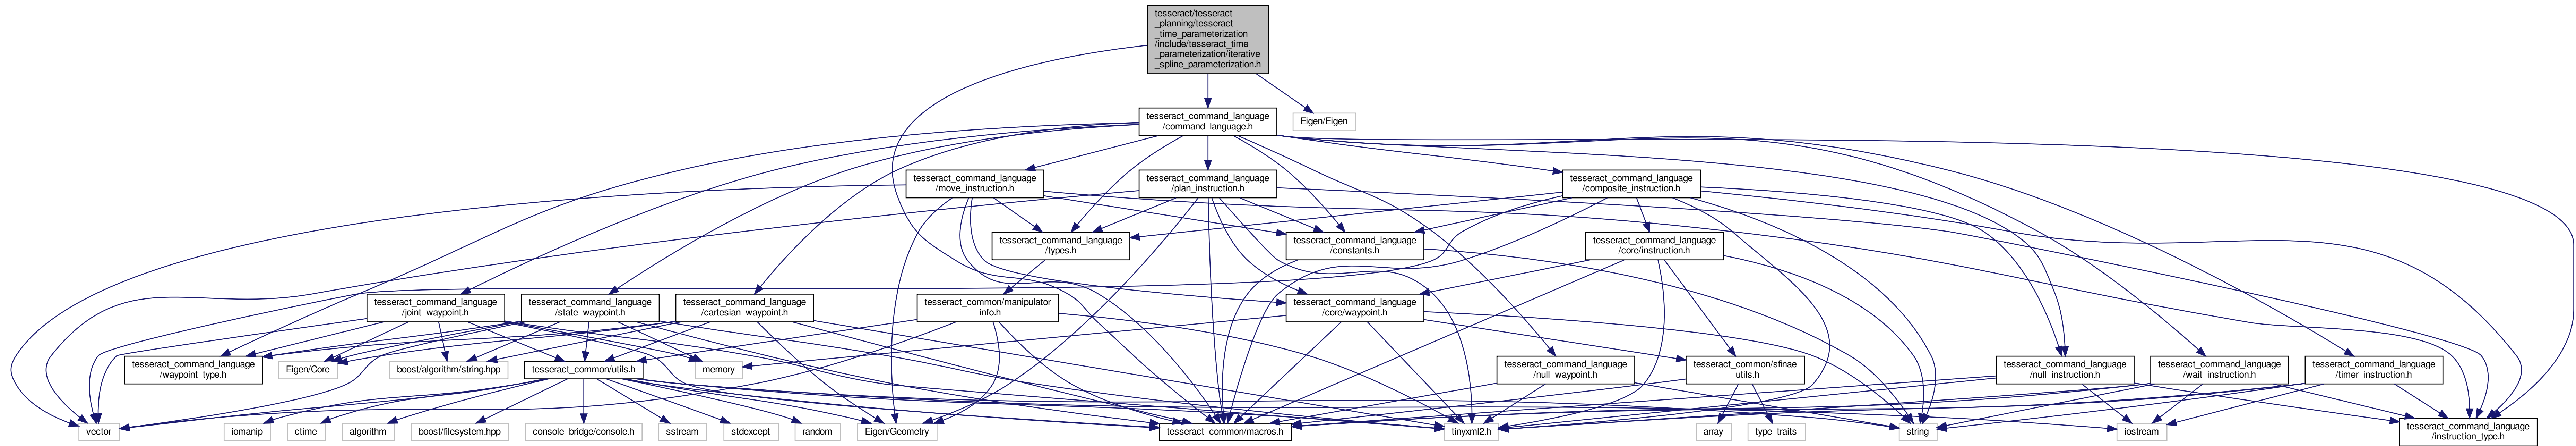 tesseract/tesseract
_planning/tesseract
_time_parameterization
/include/tesseract_time
_parameterization/iterative
_spline_parameterization.h
tesseract_command_language
/command_language.h
Eigen/Eigen
tesseract_command_language
/move_instruction.h
tesseract_command_language
/plan_instruction.h
tesseract_command_language
/composite_instruction.h
tesseract_command_language
/types.h
tesseract_command_language
/constants.h
tesseract_command_language
/core/instruction.h
tesseract_command_language
/joint_waypoint.h
tesseract_command_language
/state_waypoint.h
tesseract_command_language
/cartesian_waypoint.h
tesseract_common/manipulator
_info.h
tesseract_command_language
/core/waypoint.h
tesseract_command_language
/waypoint_type.h
Eigen/Core
boost/algorithm/string.hpp
tesseract_common/utils.h
memory
tesseract_command_language
/null_waypoint.h
tesseract_common/sfinae
_utils.h
tesseract_command_language
/null_instruction.h
tesseract_command_language
/wait_instruction.h
tesseract_command_language
/timer_instruction.h
vector
iomanip
ctime
algorithm
boost/filesystem.hpp
console_bridge/console.h
sstream
stdexcept
random
Eigen/Geometry
tesseract_common/macros.h
tinyxml2.h
array
type_traits
string
iostream
tesseract_command_language
/instruction_type.h